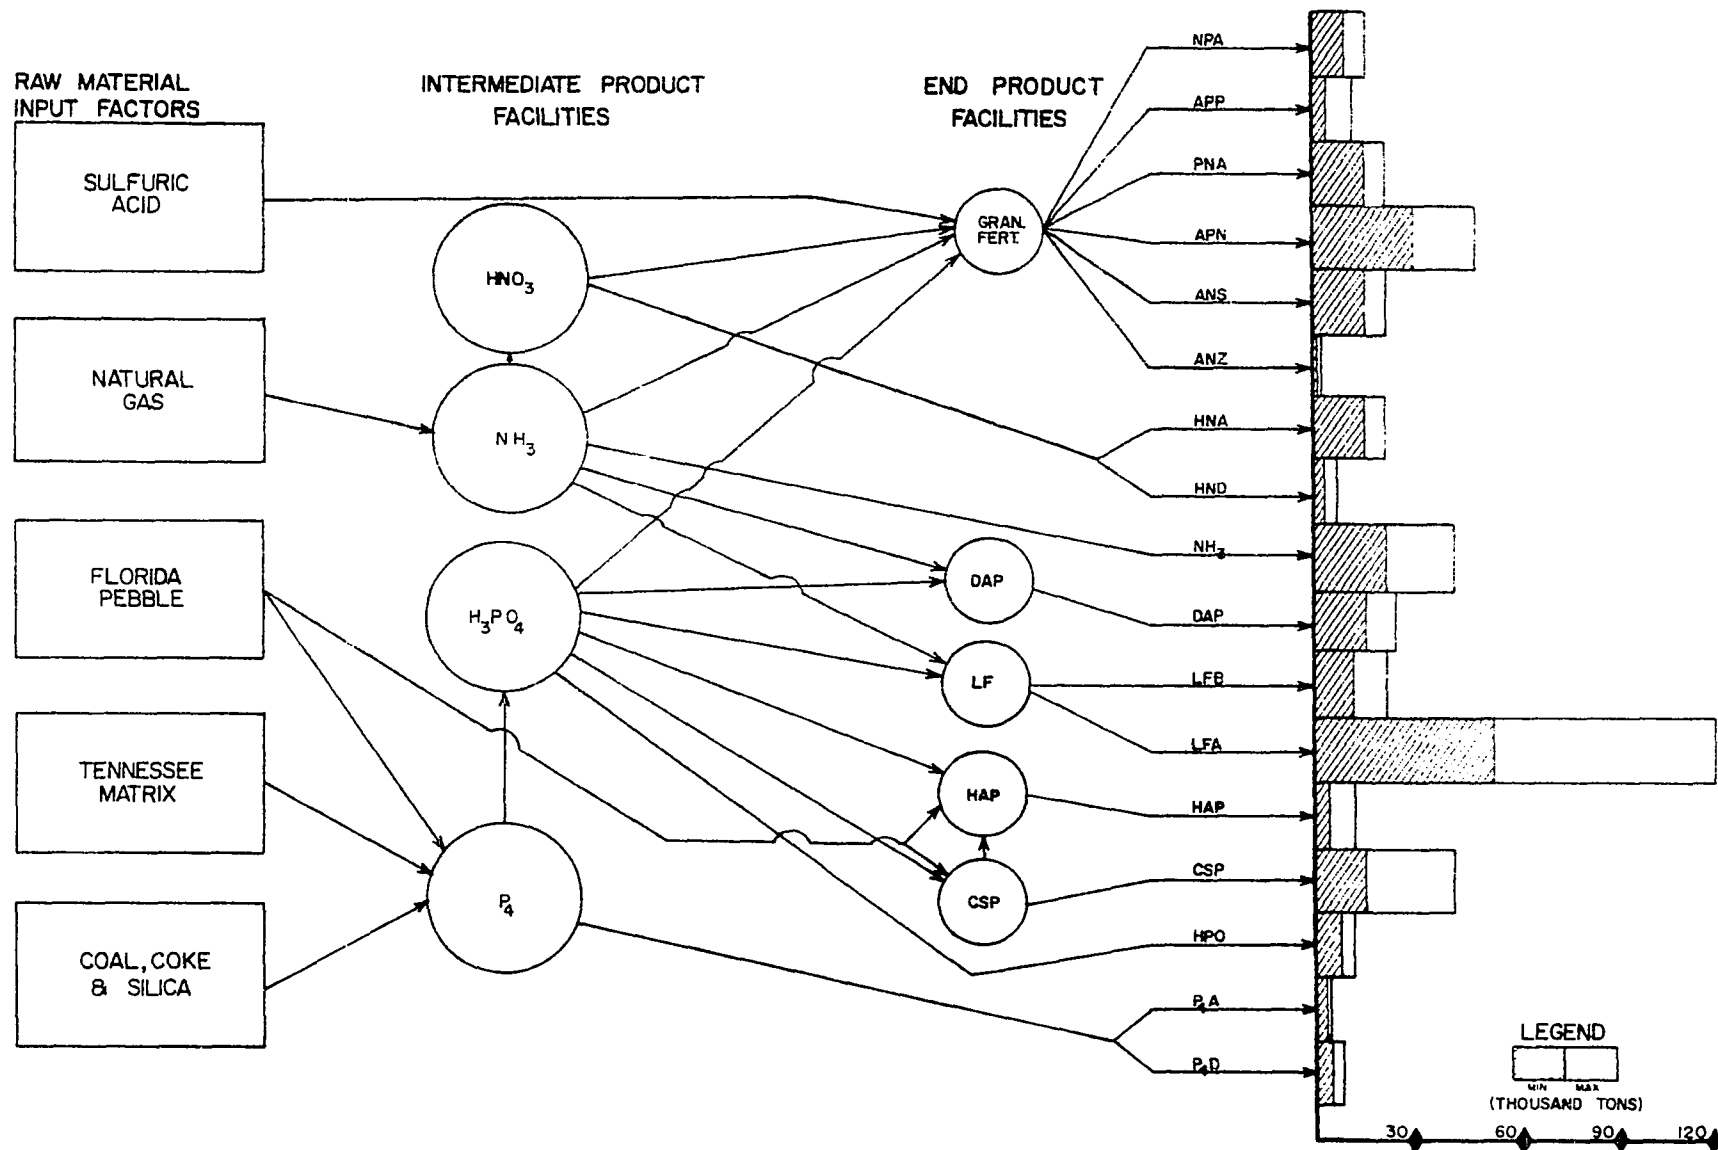 RAW MATERIAL
INPUT FACTORS
INTERMEDIATE PRODUCT
FACILITIES
END PRODUCT
FACILITIES
SULFURIC
ACID
NATURAL
GAS
FLORIDA
PEBBLE
TENNESSEE
MATRIX
COAL, COKE
& SILICA
HNO₃
NH₃
H₃PO₄
P₄
GRAN.
FERT.
DAP
LF
HAP
CSP
NPA
APP
PNA
APN
ANS
ANZ
HNA
HND
NH₃
DAP
LFB
LFA
HAP
CSP
HPO
P₄A
P₄D
LEGEND
MIN MAX
(THOUSAND TONS)
30 60 90 120